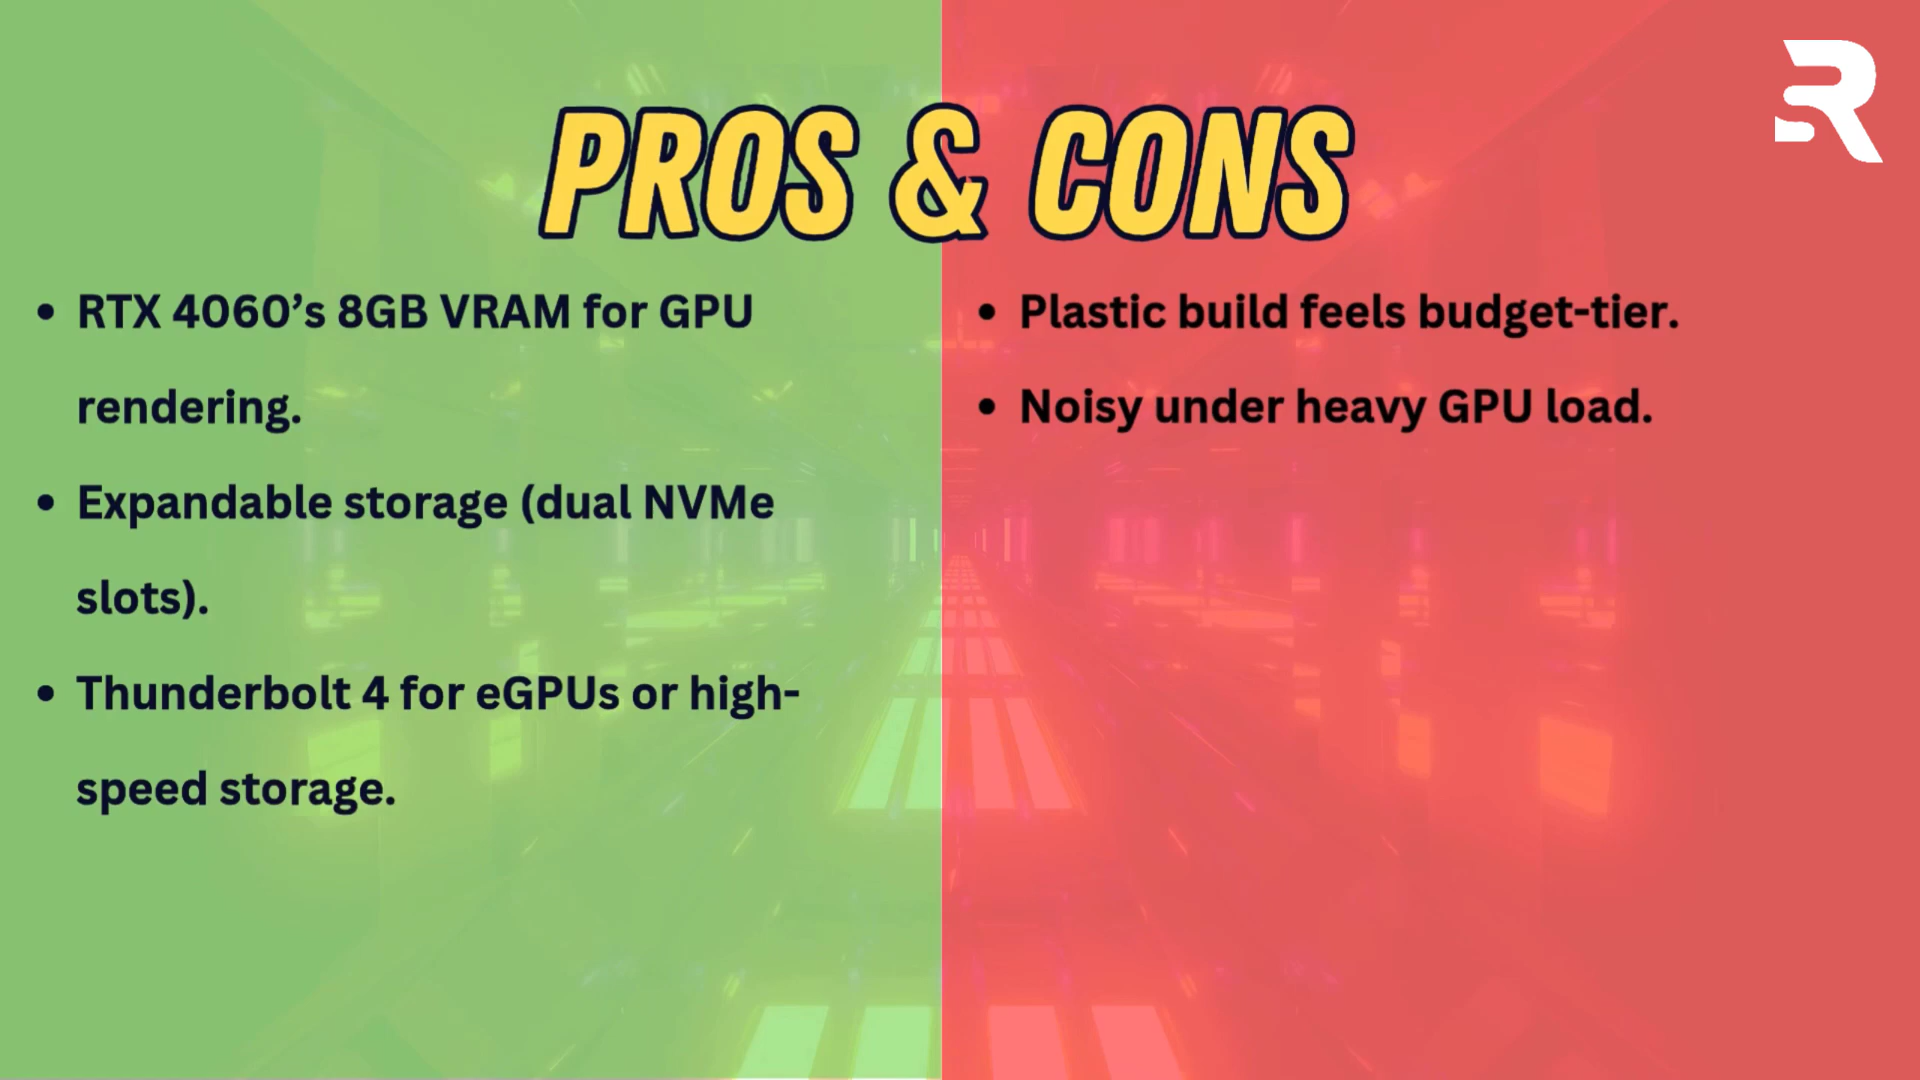 PROS & CONS
• RTX 4060’s 8GB VRAM for GPU
rendering.
• Expandable storage (dual NVMe
slots).
• Thunderbolt 4 for eGPUs or high-
speed storage.
• Plastic build feels budget-tier.
• Noisy under heavy GPU load.